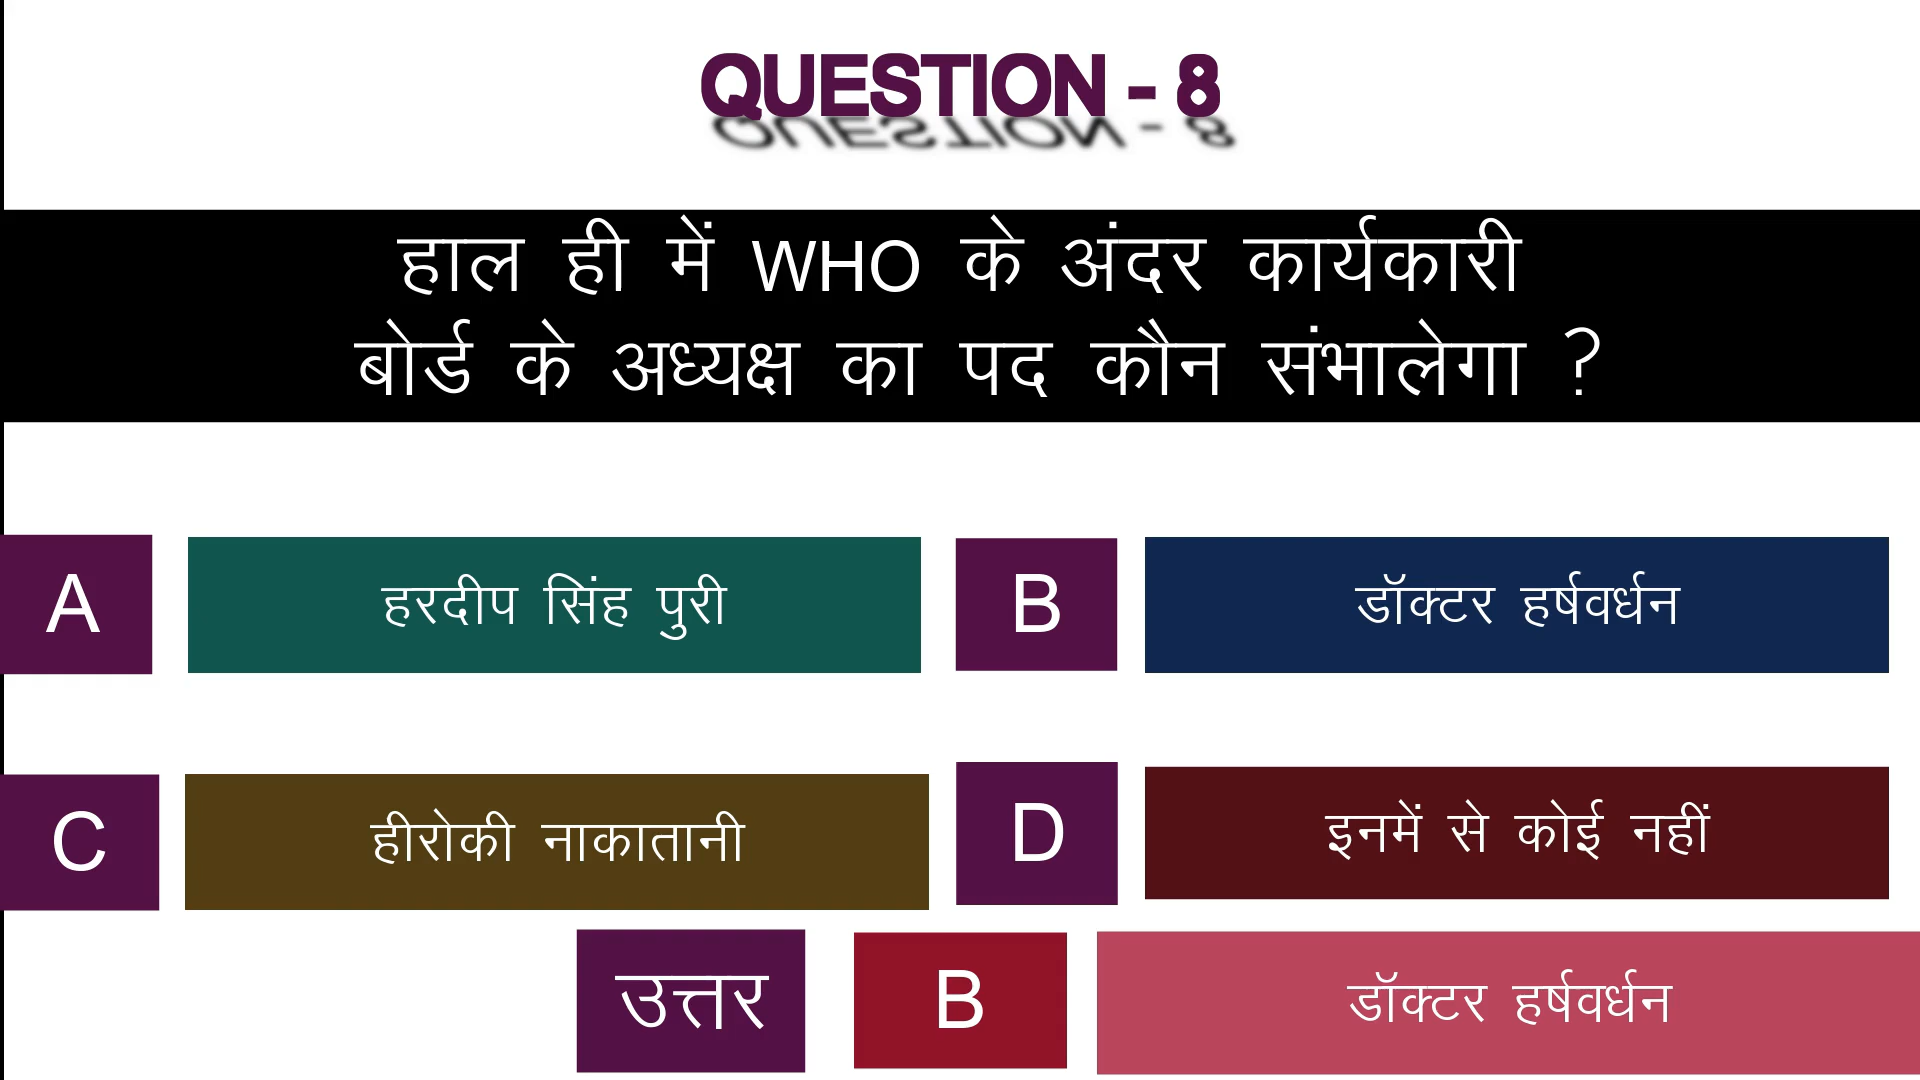 QUESTION - 8
हाल ही में WHO के अंदर कार्यकारी
बोर्ड के अध्यक्ष का पद कौन संभालेगा ?
A हरदीप सिंह पुरी
B डॉक्टर हर्षवर्धन
C हीरोकी नाकातानी
D इनमें से कोई नहीं
उत्तर B डॉक्टर हर्षवर्धन